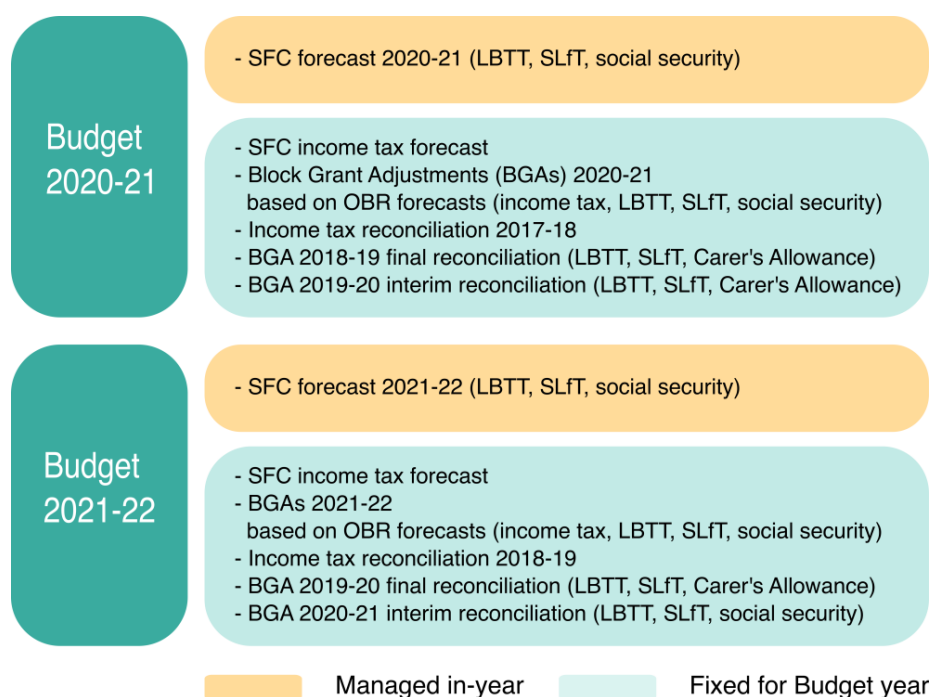 Budget
2020-21
- SFC forecast 2020-21 (LBTT, SLfT, social security)
- SFC income tax forecast
- Block Grant Adjustments (BGAs) 2020-21
based on OBR forecasts (income tax, LBTT, SLfT, social security)
- Income tax reconciliation 2017-18
- BGA 2018-19 final reconciliation (LBTT, SLfT, Carer's Allowance)
- BGA 2019-20 interim reconciliation (LBTT, SLfT, Carer's Allowance)
Budget
2021-22
- SFC forecast 2021-22 (LBTT, SLfT, social security)
- SFC income tax forecast
- BGAs 2021-22
based on OBR forecasts (income tax, LBTT, SLfT, social security)
- Income tax reconciliation 2018-19
- BGA 2019-20 final reconciliation (LBTT, SLfT, Carer's Allowance)
- BGA 2020-21 interim reconciliation (LBTT, SLfT, social security)
Managed in-year
Fixed for Budget year